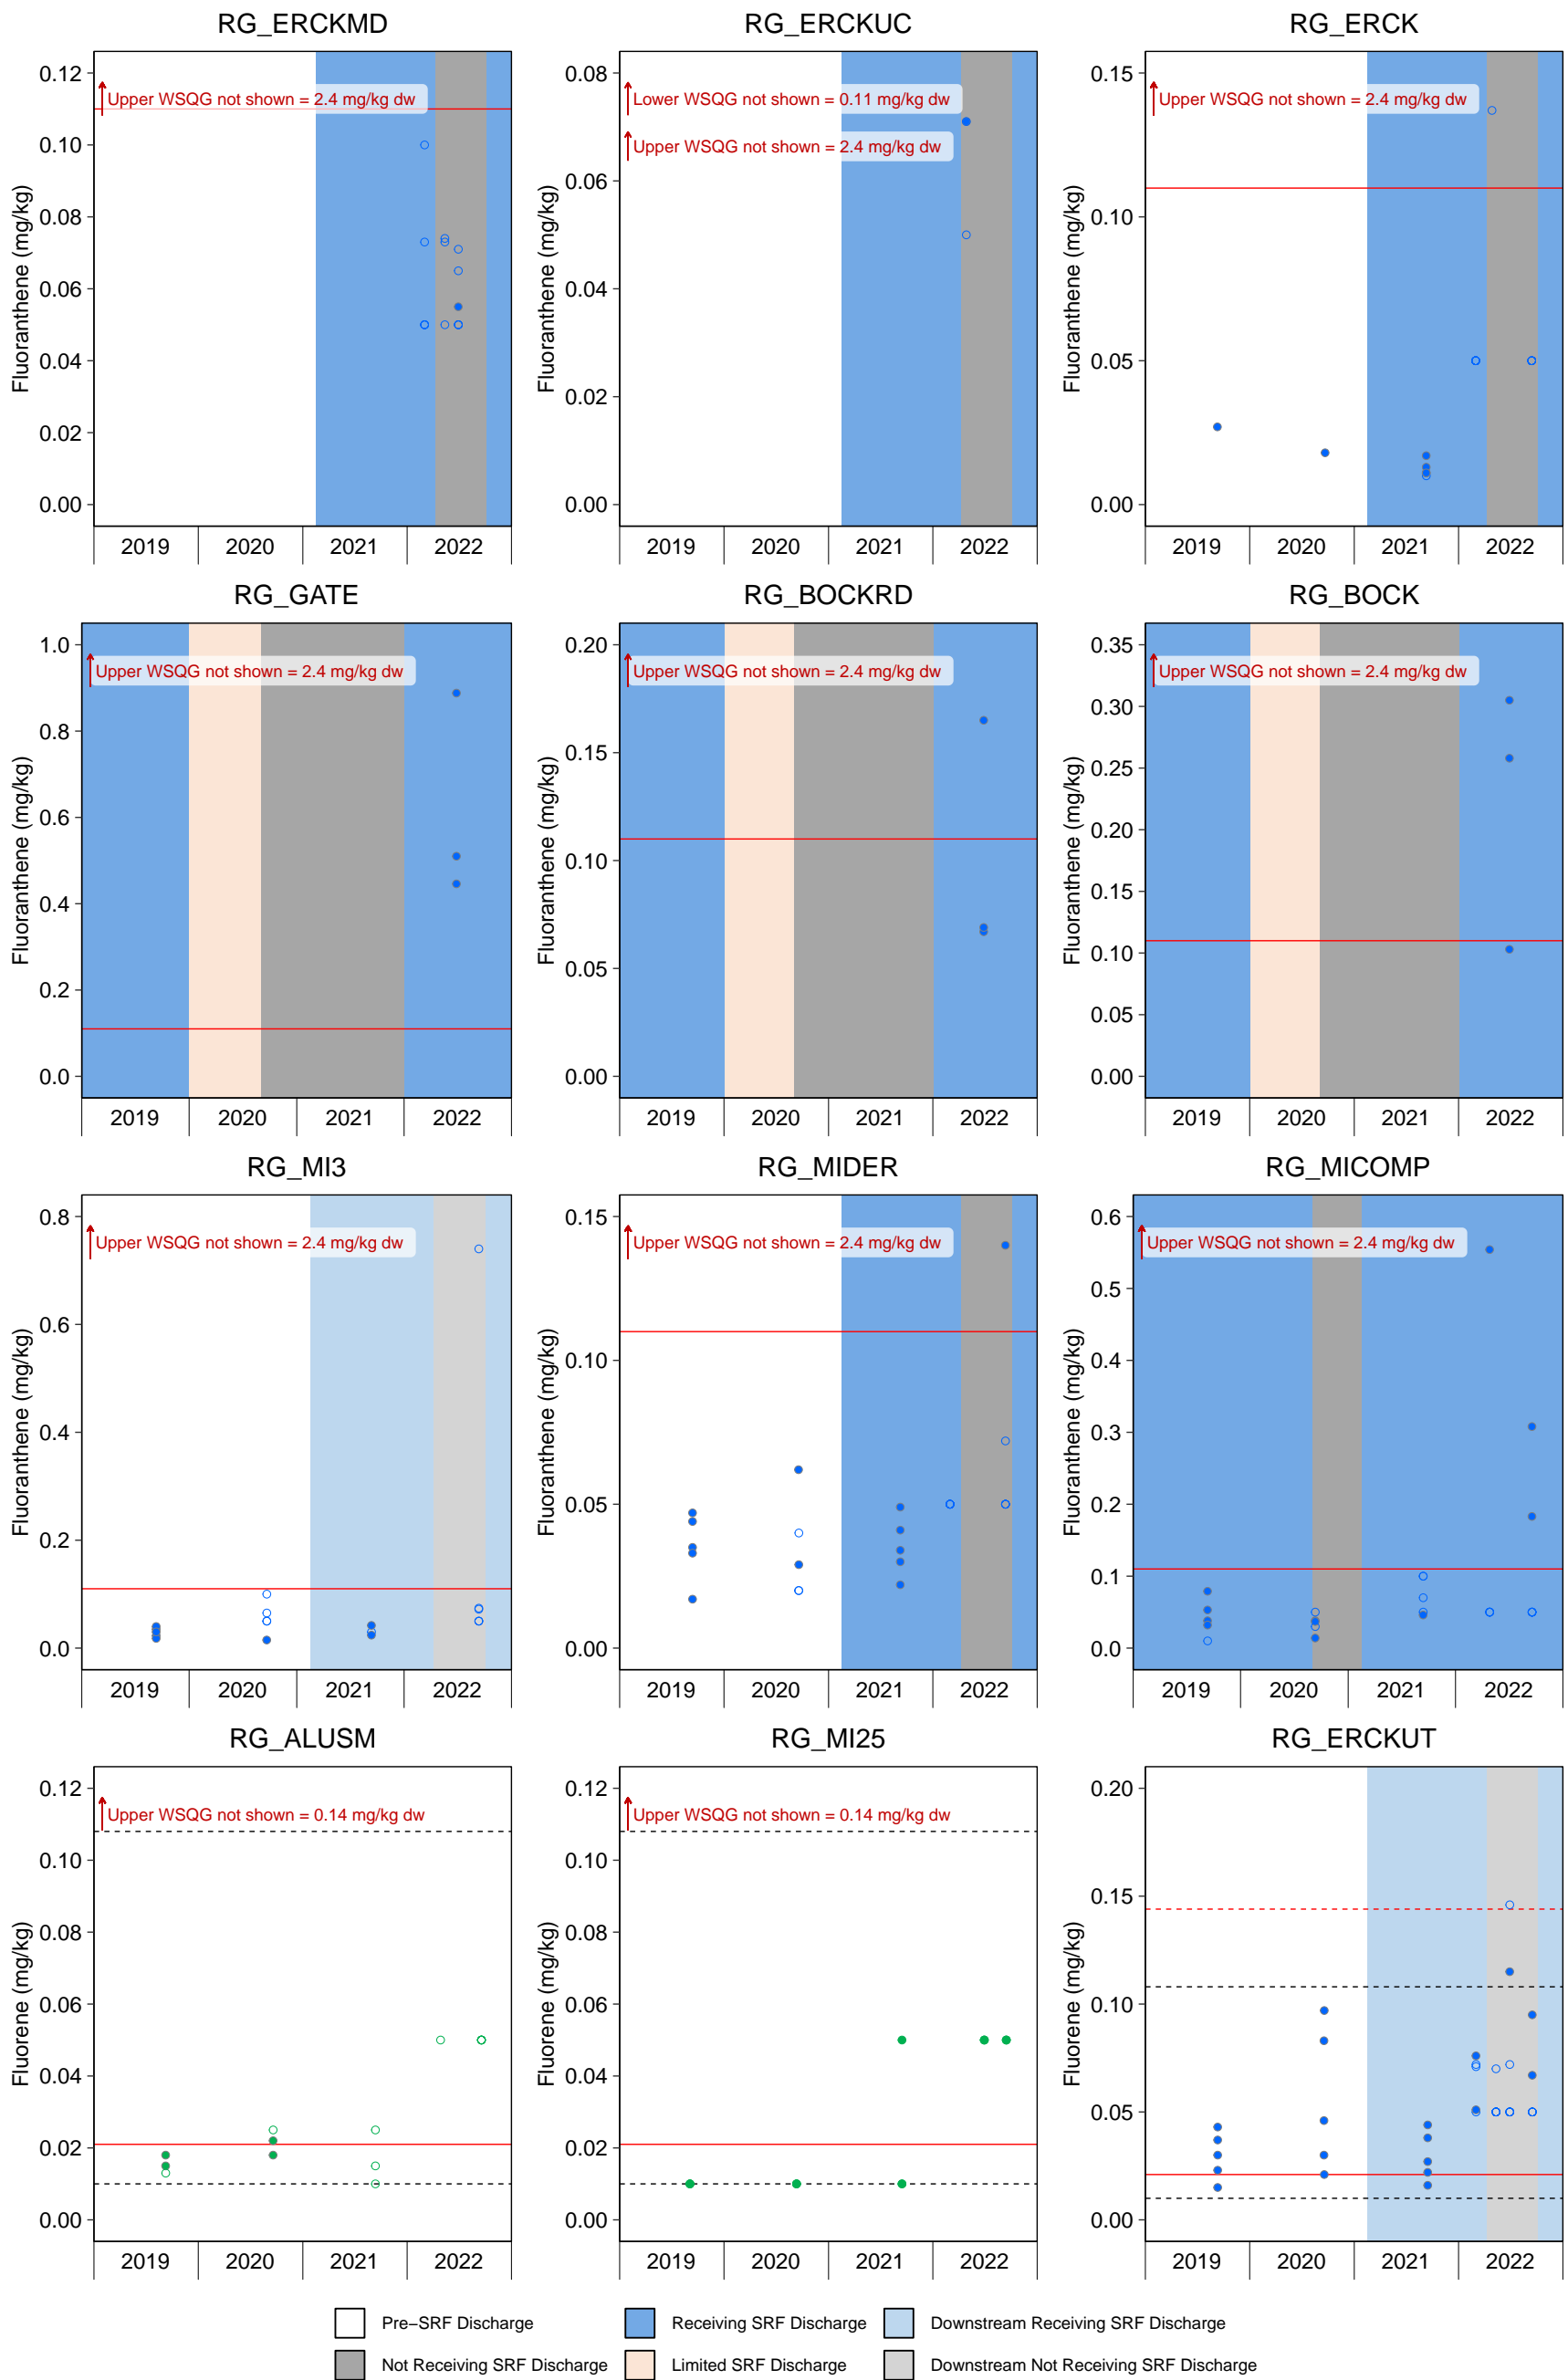 RG_ERCKMD
RG_ERCKUC
RG_ERCK
Fluoranthene (mg/kg)
0.12
0.10
0.08
0.06
0.04
0.02
0.00
Upper WSQG not shown = 2.4 mg/kg dw
2019 2020 2021 2022
Fluoranthene (mg/kg)
0.08
0.06
0.04
0.02
0.00
Lower WSQG not shown = 0.11 mg/kg dw
Upper WSQG not shown = 2.4 mg/kg dw
2019 2020 2021 2022
Fluoranthene (mg/kg)
0.15
0.10
0.05
0.00
Upper WSQG not shown = 2.4 mg/kg dw
2019 2020 2021 2022
RG_GATE
RG_BOCKRD
RG_BOCK
Fluoranthene (mg/kg)
1.0
0.8
0.6
0.4
0.2
0.0
Upper WSQG not shown = 2.4 mg/kg dw
2019 2020 2021 2022
Fluoranthene (mg/kg)
0.20
0.15
0.10
0.05
0.00
Upper WSQG not shown = 2.4 mg/kg dw
2019 2020 2021 2022
Fluoranthene (mg/kg)
0.35
0.30
0.25
0.20
0.15
0.10
0.05
0.00
Upper WSQG not shown = 2.4 mg/kg dw
2019 2020 2021 2022
RG_MI3
RG_MIDER
RG_MICOMP
Fluoranthene (mg/kg)
0.8
0.6
0.4
0.2
0.0
Upper WSQG not shown = 2.4 mg/kg dw
2019 2020 2021 2022
Fluoranthene (mg/kg)
0.15
0.10
0.05
0.00
Upper WSQG not shown = 2.4 mg/kg dw
2019 2020 2021 2022
Fluoranthene (mg/kg)
0.6
0.5
0.4
0.3
0.2
0.1
0.0
Upper WSQG not shown = 2.4 mg/kg dw
2019 2020 2021 2022
RG_ALUSM
RG_MI25
RG_ERCKUT
Fluorene (mg/kg)
0.12
0.10
0.08
0.06
0.04
0.02
0.00
Upper WSQG not shown = 0.14 mg/kg dw
2019 2020 2021 2022
Fluorene (mg/kg)
0.12
0.10
0.08
0.06
0.04
0.02
0.00
Upper WSQG not shown = 0.14 mg/kg dw
2019 2020 2021 2022
Fluorene (mg/kg)
0.20
0.15
0.10
0.05
0.00
2019 2020 2021 2022
Pre−SRF Discharge
Receiving SRF Discharge
Downstream Receiving SRF Discharge
Not Receiving SRF Discharge
Limited SRF Discharge
Downstream Not Receiving SRF Discharge